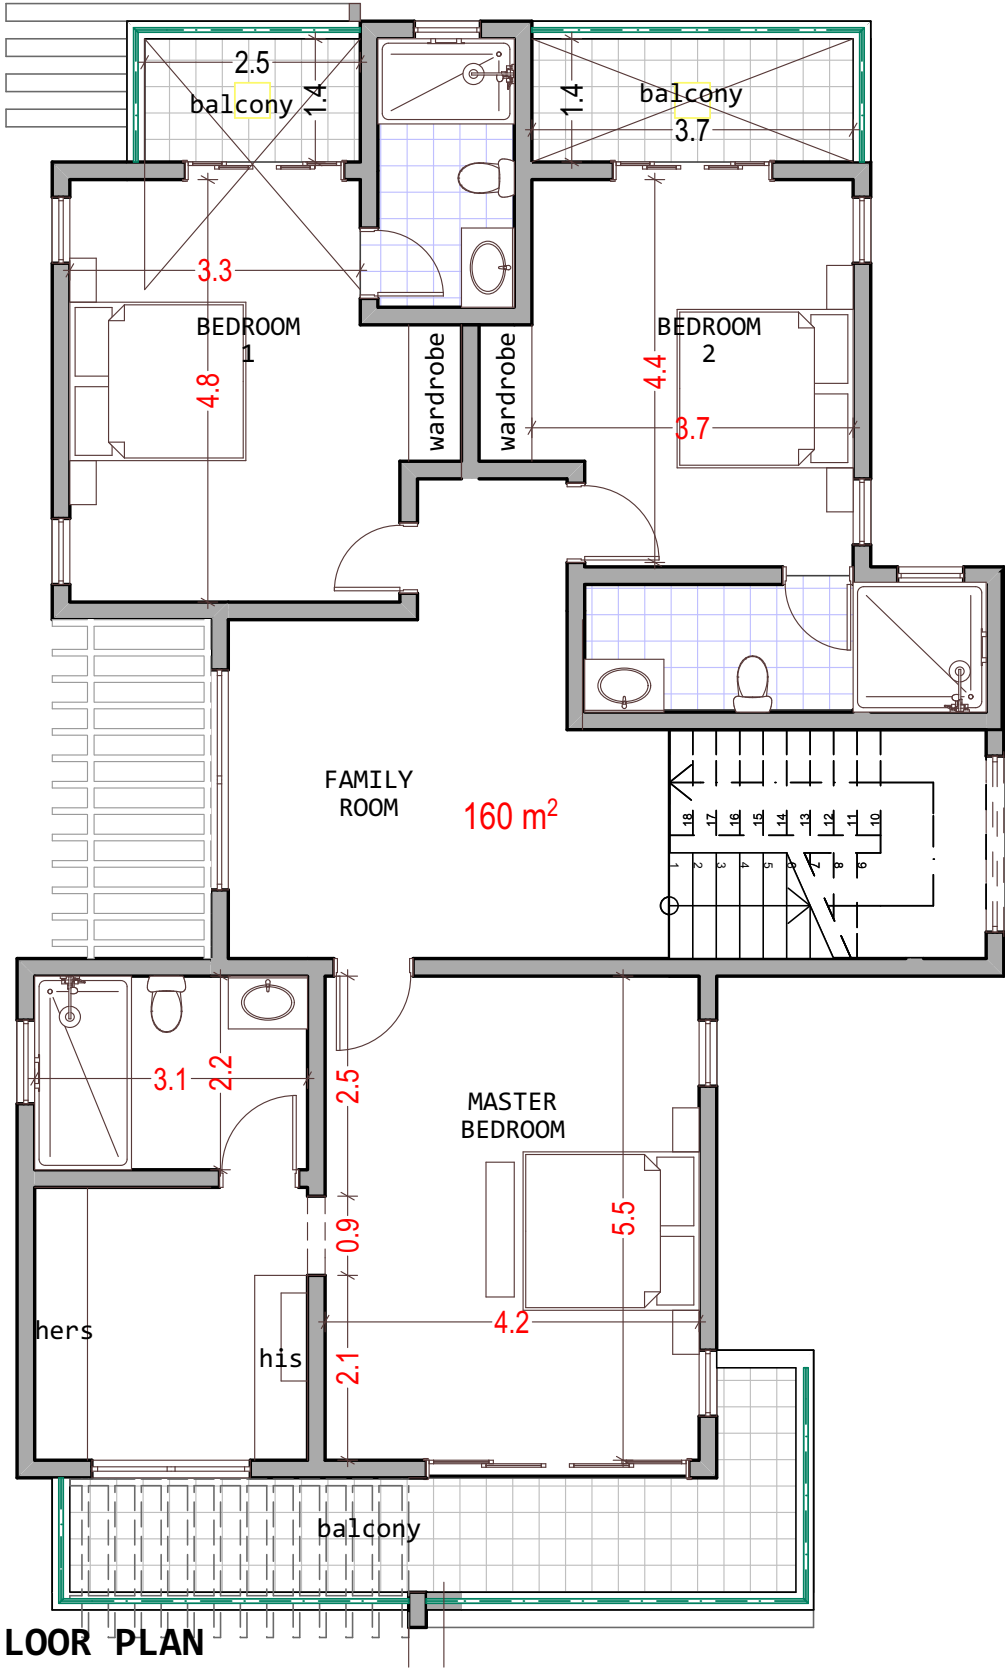 2.5
balcony
1.4
1.4
balcony
3.7
3.3
BEDROOM
1
4.8
wardrobe
wardrobe
BEDROOM
2
4.4
3.7
FAMILY
ROOM
160 m²
18
17
16
15
14
13
12
11
10
1
2
3
4
5
6
7
8
9
3.1
2.2
2.5
MASTER
BEDROOM
0.9
5.5
4.2
hers
his
2.1
balcony
LOOR PLAN